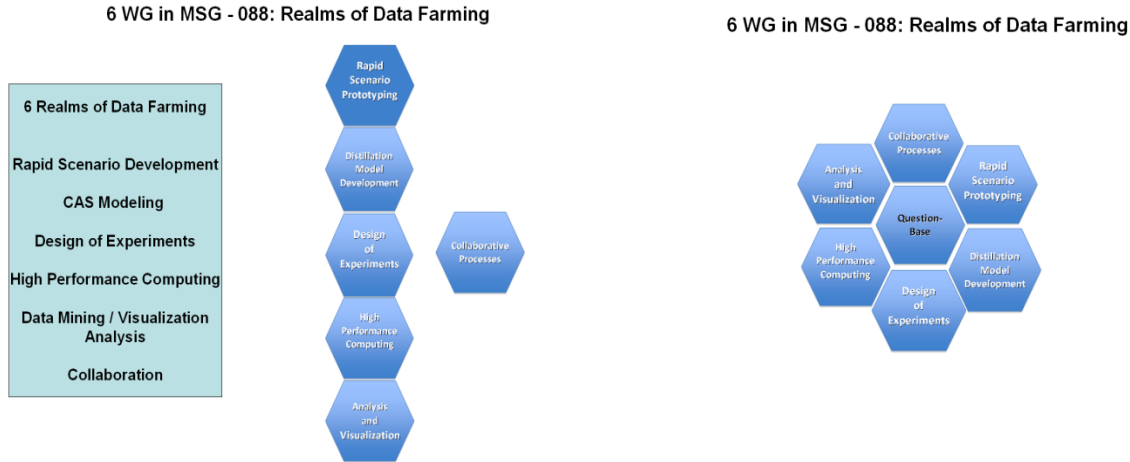 6 WG in MSG - 088: Realms of Data Farming
6 Realms of Data Farming
Rapid Scenario Development
CAS Modeling
Design of Experiments
High Performance Computing
Data Mining / Visualization
Analysis
Collaboration
Rapid
Scenario
Prototyping
Distillation
Model
Development
Design
of
Experiments
Collaborative
Processes
High
Performance
Computing
Analysis
and
Visualization
6 WG in MSG - 088: Realms of Data Farming
Collaborative
Processes
Analysis
and
Visualization
Rapid
Scenario
Prototyping
Question-
Base
High
Performance
Computing
Distillation
Model
Development
Design
of
Experiments